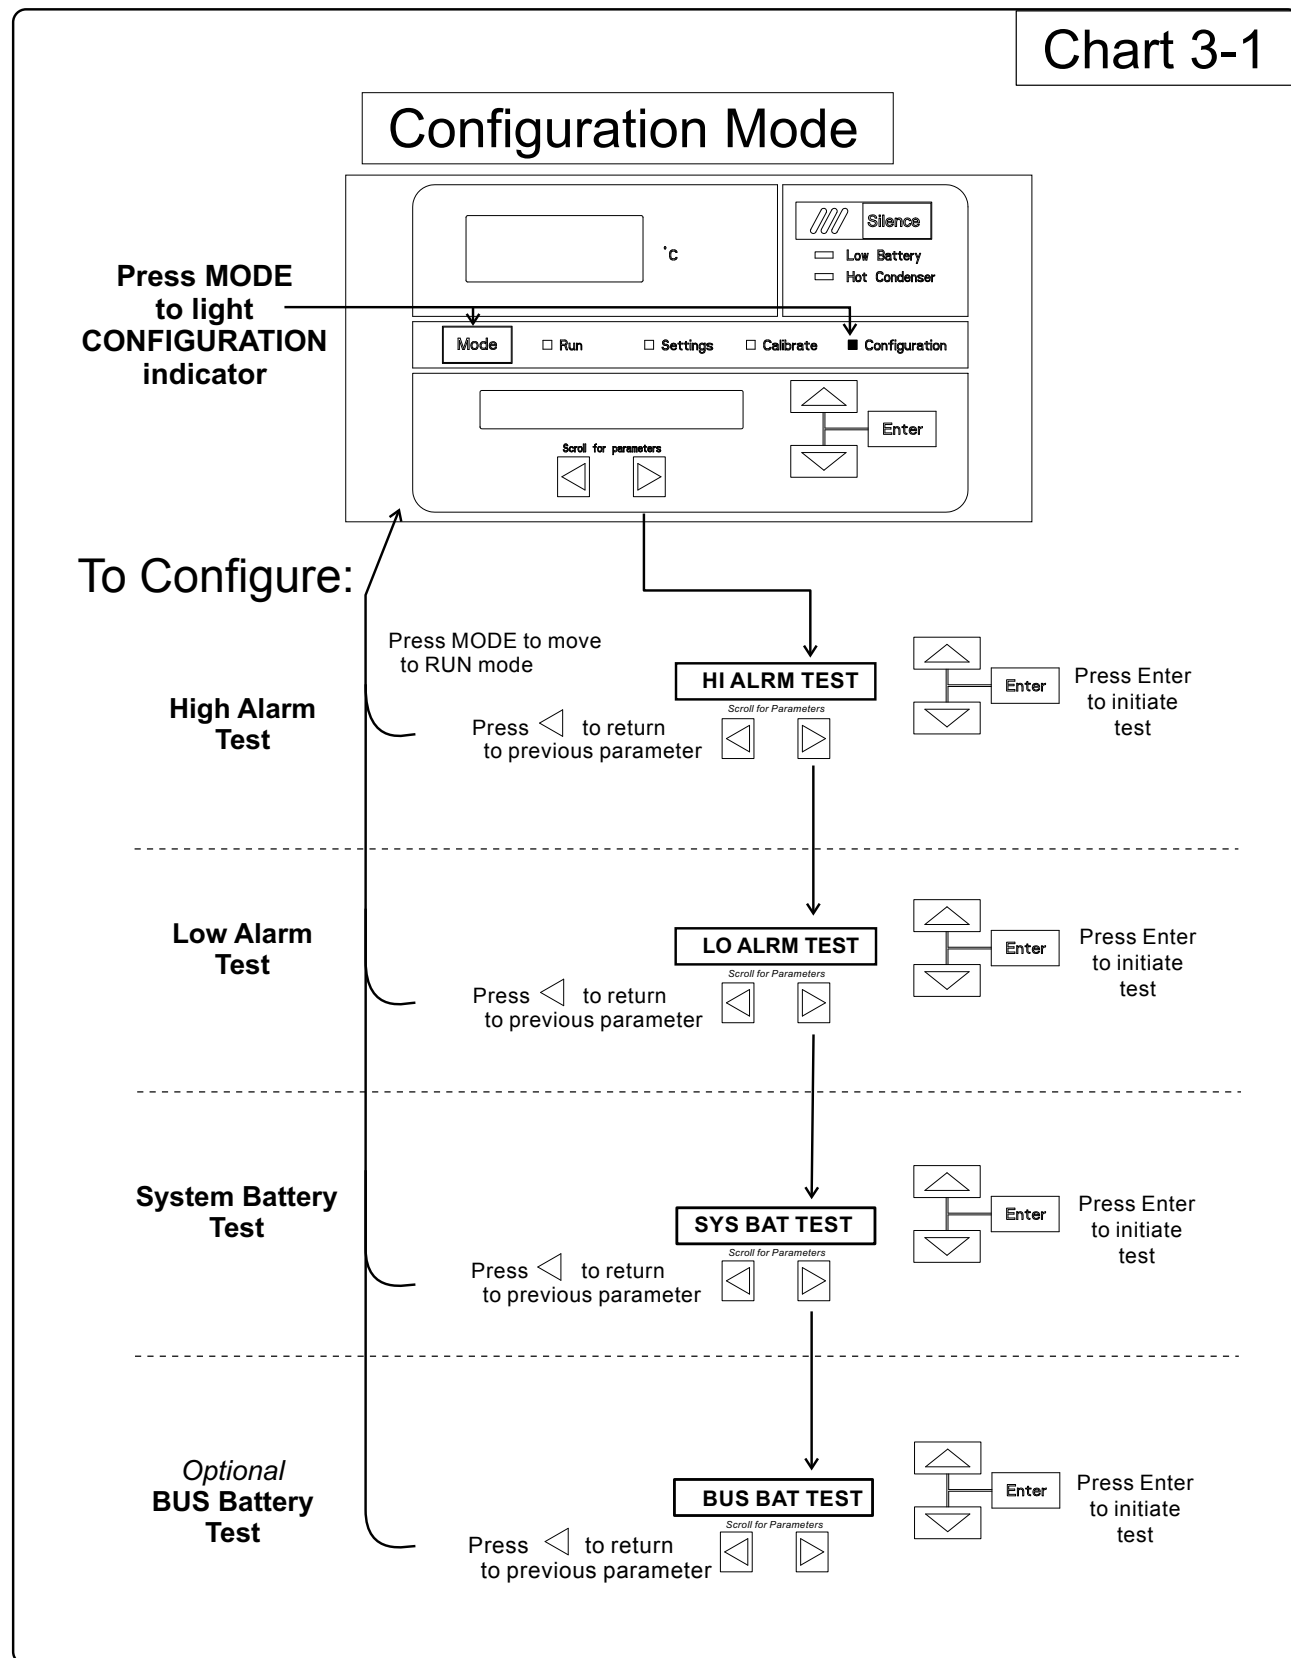 Chart 3-1
Configuration Mode
Silence
°C
Low Battery
Hot Condenser
Press MODE
to light
CONFIGURATION
indicator
Mode
Run
Settings
Calibrate
Configuration
Enter
Scroll for parameters
To Configure:
Press MODE to move
to RUN mode
High Alarm
Test
HI ALRM TEST
Scroll for Parameters
Press to return
to previous parameter
Enter
Press Enter
to initiate
test
Low Alarm
Test
LO ALRM TEST
Scroll for Parameters
Press to return
to previous parameter
Enter
Press Enter
to initiate
test
System Battery
Test
SYS BAT TEST
Scroll for Parameters
Press to return
to previous parameter
Enter
Press Enter
to initiate
test
Optional
BUS Battery
Test
BUS BAT TEST
Scroll for Parameters
Press to return
to previous parameter
Enter
Press Enter
to initiate
test